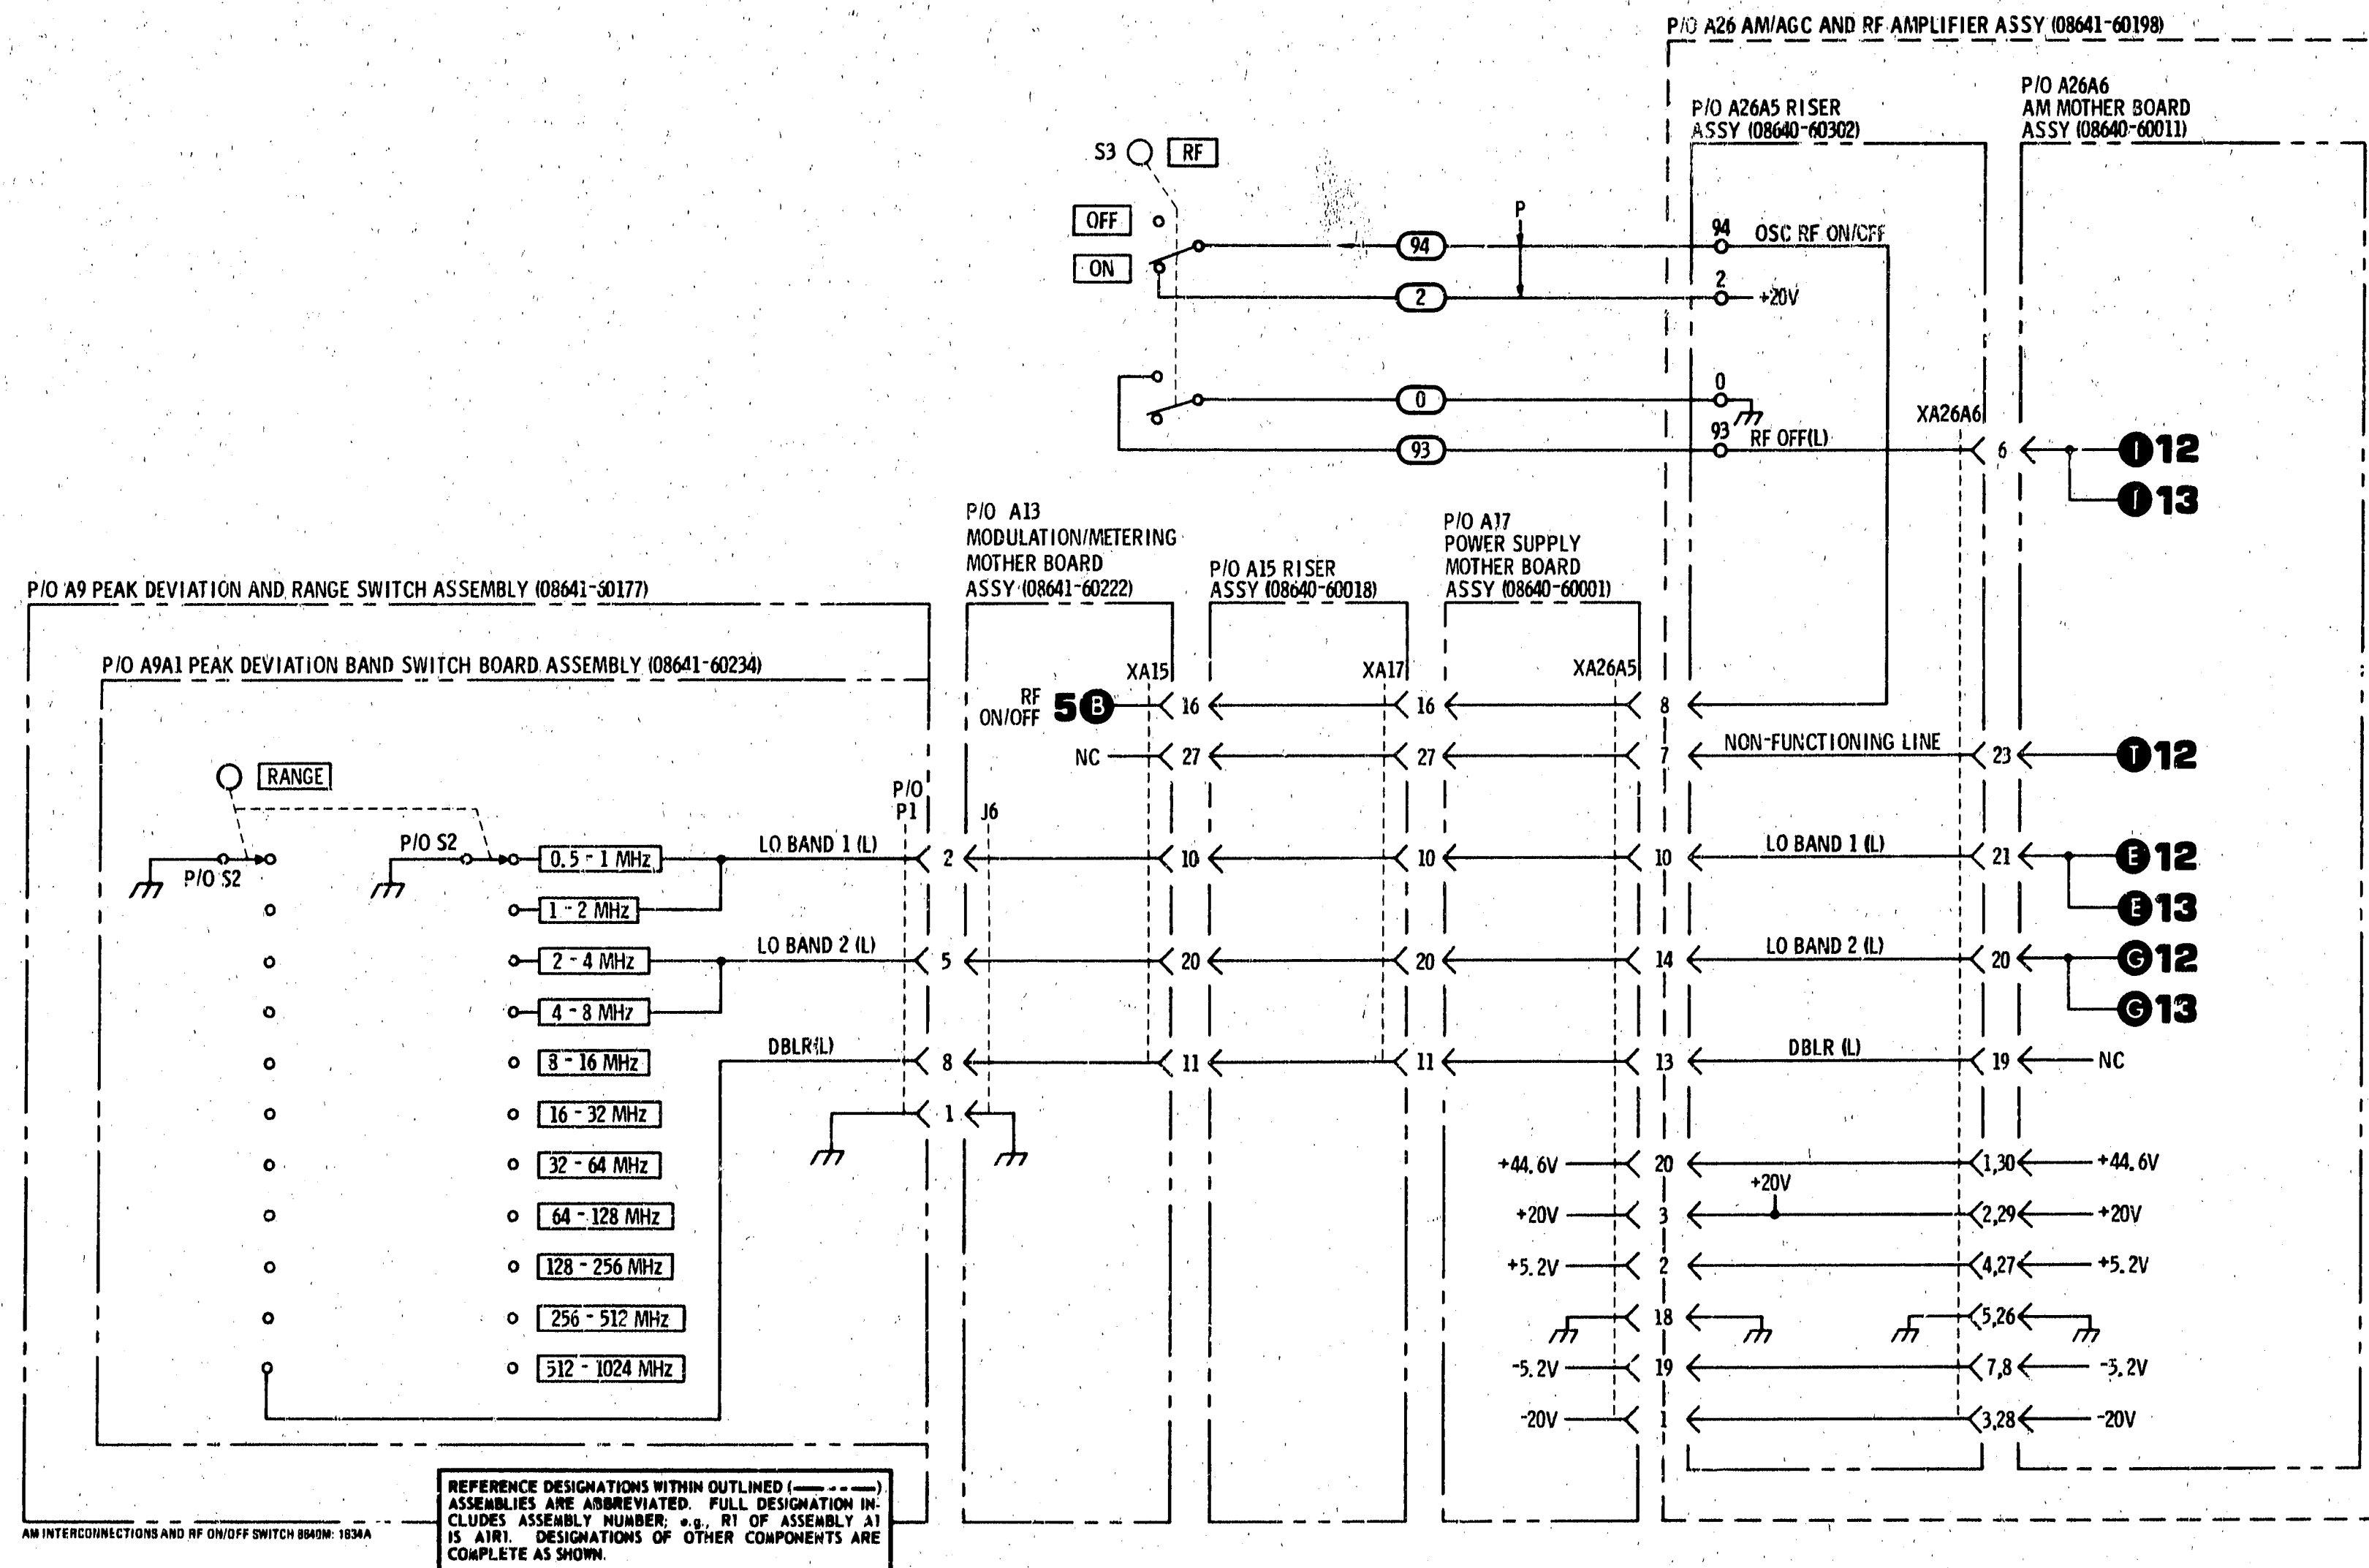 P/O A26 AM/AGC AND RF AMPLIFIER ASSY (08641-60198)
P/O A26A6
AM MOTHER BOARD
ASSY (08640-60011)
P/O A26A5 RISER
ASSY (08640-60302)
S3
RF
OFF
ON
P
94
94
OSC RF ON/OFF
2
2
+20V
0
0
93
93
RF OFF(L)
XA26A6
6
I 12
I 13
P/O A13
MODULATION/METERING
MOTHER BOARD
ASSY (08641-60222)
P/O A15 RISER
ASSY (08640-60018)
P/O A17
POWER SUPPLY
MOTHER BOARD
ASSY (08640-60001)
P/O A9 PEAK DEVIATION AND RANGE SWITCH ASSEMBLY (08641-60177)
P/O A9A1 PEAK DEVIATION BAND SWITCH BOARD ASSEMBLY (08641-60234)
XA15
XA17
XA26A5
RF
ON/OFF
5 B
16
16
8
NC
27
27
7
NON-FUNCTIONING LINE
23
T 12
RANGE
P/O
P1
J6
P/O S2
P/O S2
0.5 - 1 MHz
LO BAND 1 (L)
2
10
10
10
LO BAND 1 (L)
21
E 12
1 - 2 MHz
E 13
2 - 4 MHz
LO BAND 2 (L)
5
20
20
14
LO BAND 2 (L)
20
G 12
4 - 8 MHz
G 13
8 - 16 MHz
DBLR(L)
8
11
11
13
DBLR (L)
19
NC
16 - 32 MHz
1
32 - 64 MHz
+44.6V
20
1,30
+44.6V
64 - 128 MHz
+20V
3
+20V
2,29
+20V
128 - 256 MHz
+5.2V
2
4,27
+5.2V
256 - 512 MHz
18
5,26
512 - 1024 MHz
-5.2V
19
7,8
-5.2V
-20V
1
3,28
-20V
REFERENCE DESIGNATIONS WITHIN OUTLINED (— - - —)
ASSEMBLIES ARE ABBREVIATED. FULL DESIGNATION IN-
CLUDES ASSEMBLY NUMBER; e.g., R1 OF ASSEMBLY A1
IS A1R1. DESIGNATIONS OF OTHER COMPONENTS ARE
COMPLETE AS SHOWN.
AM INTERCONNECTIONS AND RF ON/OFF SWITCH 8640M: 1834A